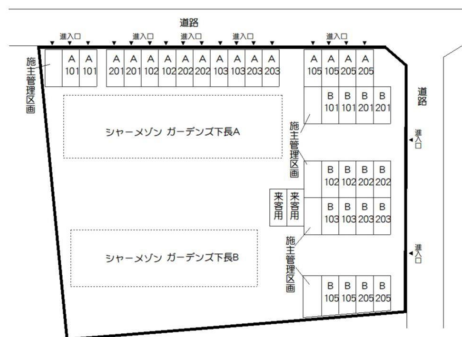 道路
進入口 進入口 進入口 進入口
施主管理区画
A 101 A 101 A 201 A 201 A 102 A 102 A 202 A 202 A 103 A 103 A 203 A 203 A 105 A 105 A 205 A 205
B 101 B 101 B 201 B 201
道路
進入口
シャーメゾン ガーデンズ下長A
施主管理区画
B 102 B 102 B 202 B 202
来客用 来客用
B 103 B 103 B 203 B 203
シャーメゾン ガーデンズ下長B
施主管理区画
進入口
B 105 B 105 B 205 B 205